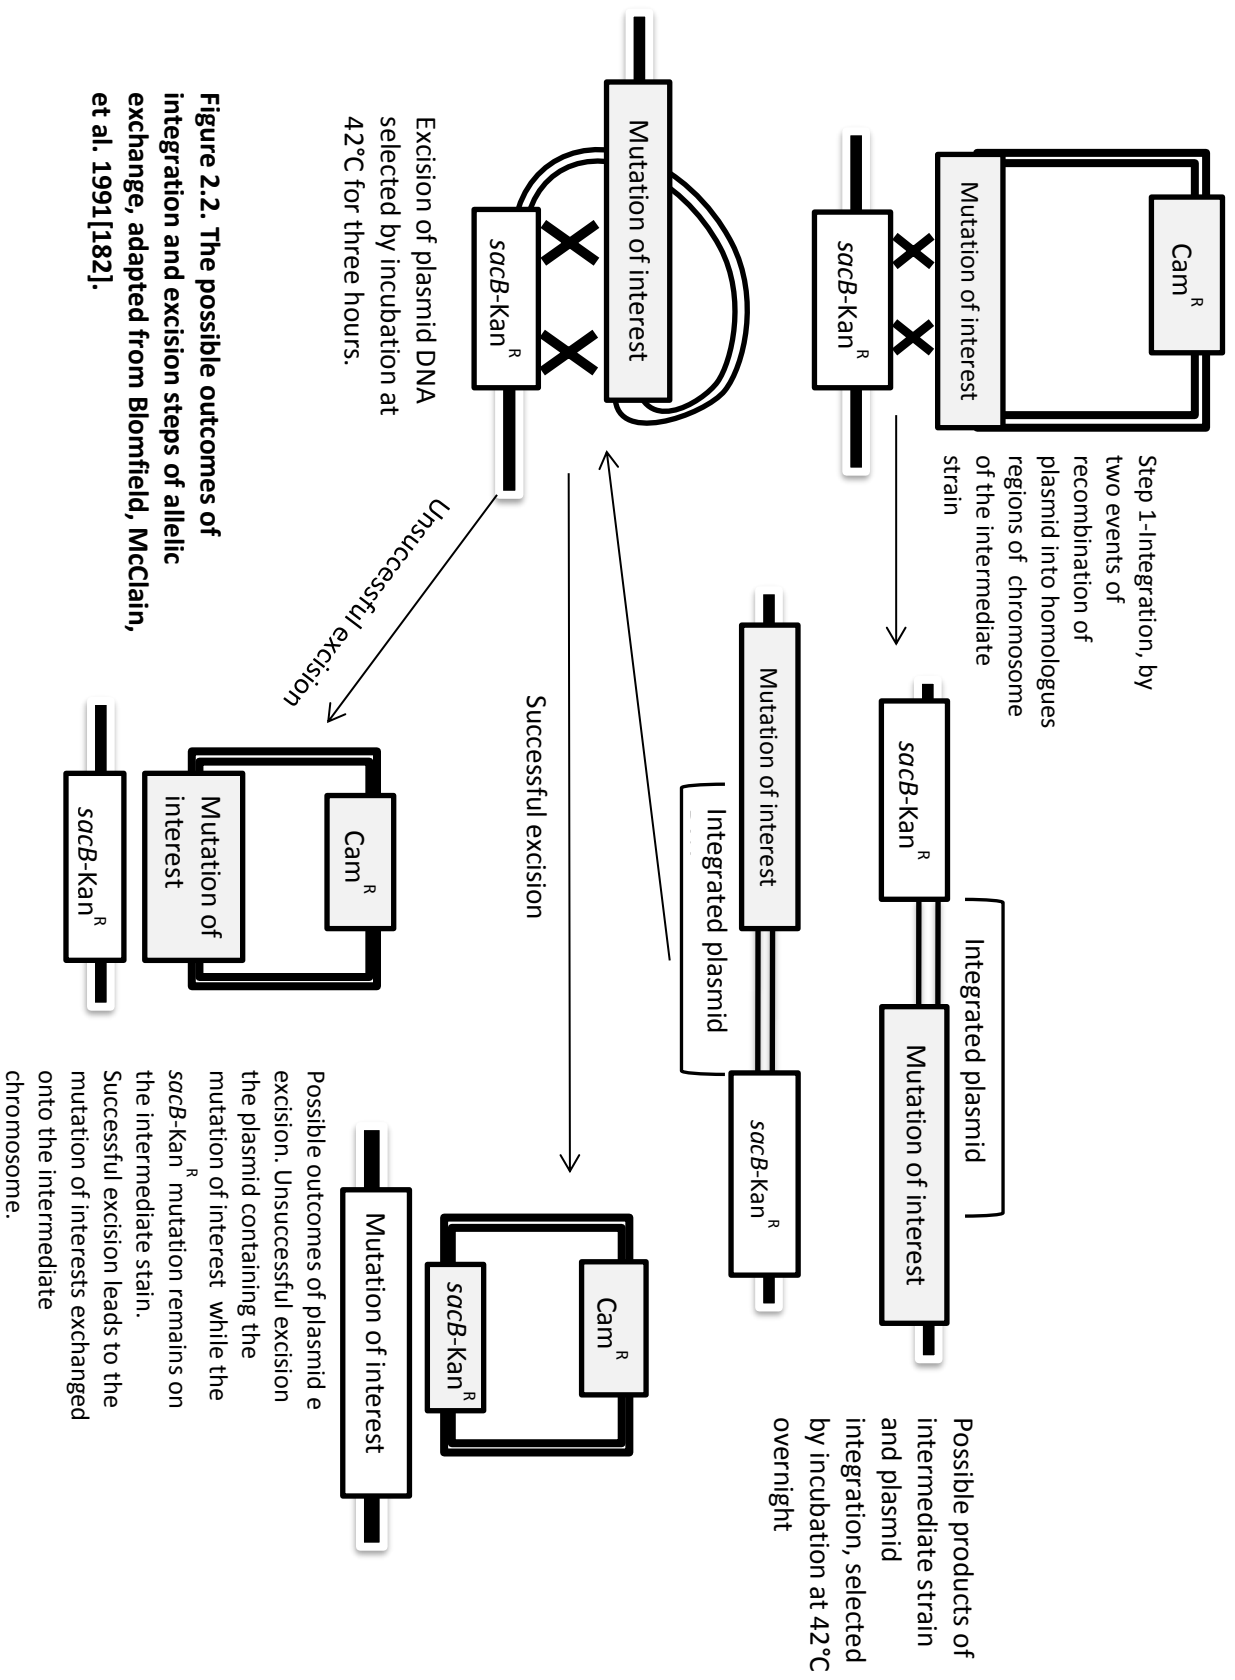 Cam R
Mutation of interest
sacB-Kan R
Step 1-Integration, by
two events of
recombination of
plasmid into homologues
regions of chromosome
of the intermediate
strain
Integrated plasmid
sacB-Kan R
Mutation of interest
Mutation of interest
sacB-Kan R
Integrated plasmid
Possible products of
intermediate strain
and plasmid
integration, selected
by incubation at 42°C
overnight
Mutation of interest
sacB-Kan R
Excision of plasmid DNA
selected by incubation at
42°C for three hours.
Successful excision
Unsuccessful excision
Cam R
sacB-Kan R
Mutation of interest
Cam R
Mutation of
interest
sacB-Kan R
Possible outcomes of plasmid e
excision. Unsuccessful excision
the plasmid containing the
mutation of interest while the
sacB-Kan R mutation remains on
the intermediate stain.
Successful excision leads to the
mutation of interests exchanged
onto the intermediate
chromosome.
Figure 2.2. The possible outcomes of
integration and excision steps of allelic
exchange, adapted from Blomfield, McClain,
et al. 1991[182].